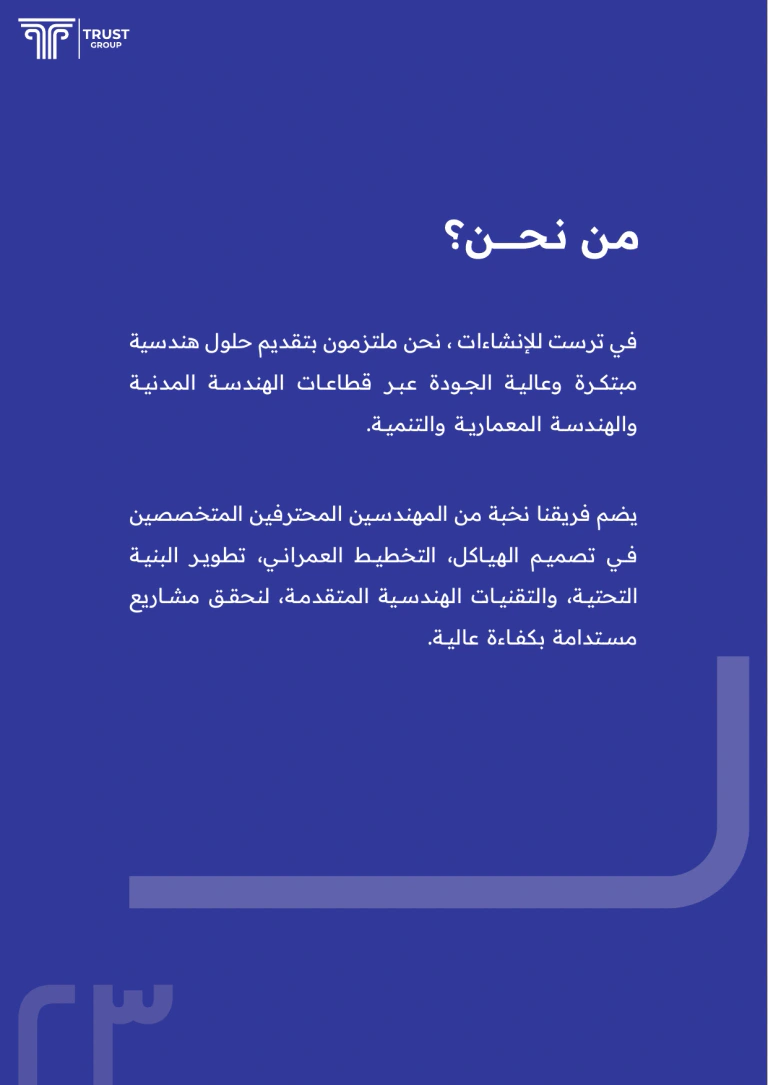 TRUST
GROUP
من نحـــن؟
في ترست للإنشاءات ، نحن ملتزمون بتقديم حلول هندسية
مبتكرة وعالية الجودة عبر قطاعات الهندسة المدنية
والهندسة المعمارية والتنمية.
يضم فريقنا نخبة من المهندسين المحترفين المتخصصين
في تصميم الهياكل، التخطيط العمراني، تطوير البنية
التحتية، والتقنيات الهندسية المتقدمة، لنحقق مشاريع
مستدامة بكفاءة عالية.
٢٣